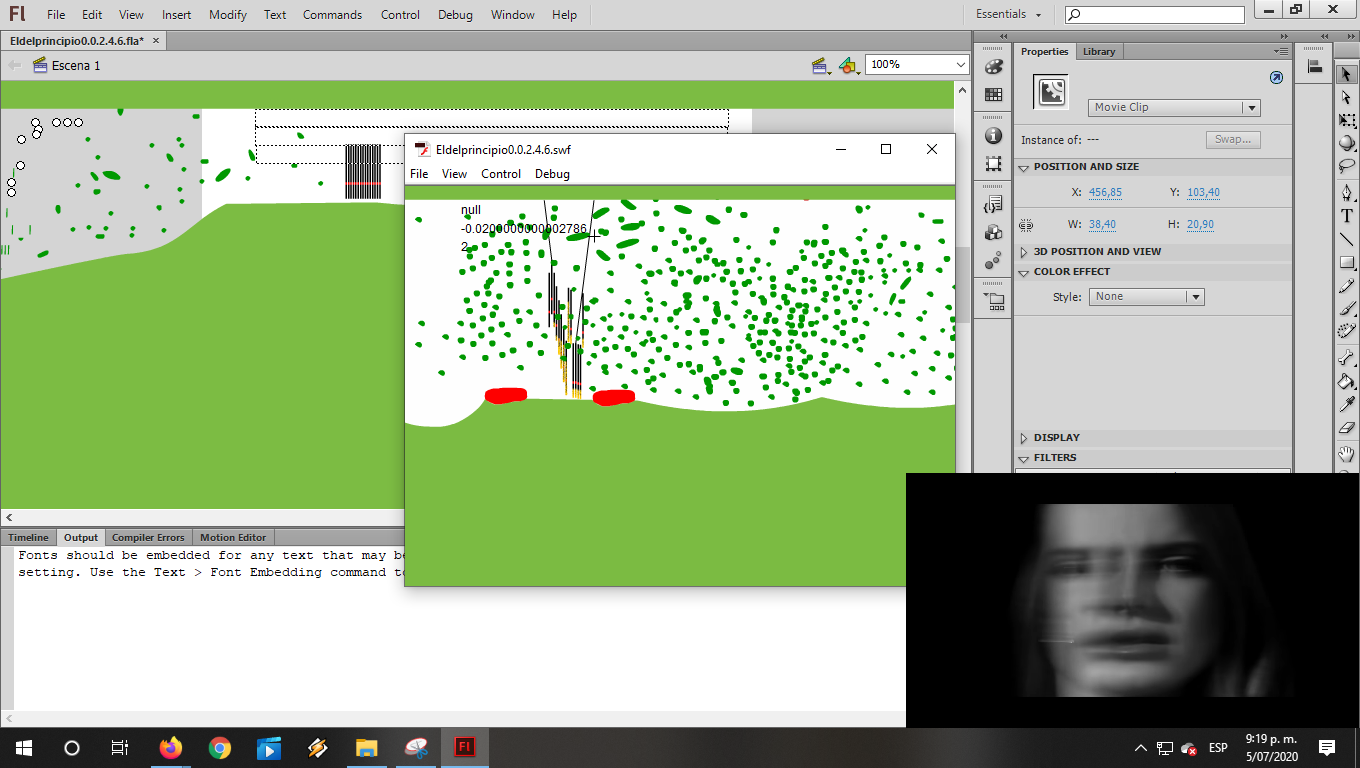 Fl File Edit View Insert Modify Text Commands Control Debug Window Help Essentials
Eldelprincipio0.0.2.4.6.fla* ×
Escena 1 100%
Eldelprincipio0.0.2.4.6.swf
File View Control Debug
null
2
Properties Library
Movie Clip
Instance of: --- Swap...
POSITION AND SIZE
X: 456,85 Y: 103,40
W: 38,40 H: 20,90
3D POSITION AND VIEW
COLOR EFFECT
Style: None
DISPLAY
FILTERS
T
Timeline Output Compiler Errors Motion Editor
Fonts should be embedded for any text that may be
setting. Use the Text > Font Embedding command to
Fl
ESP
9:19 p. m.
5/07/2020